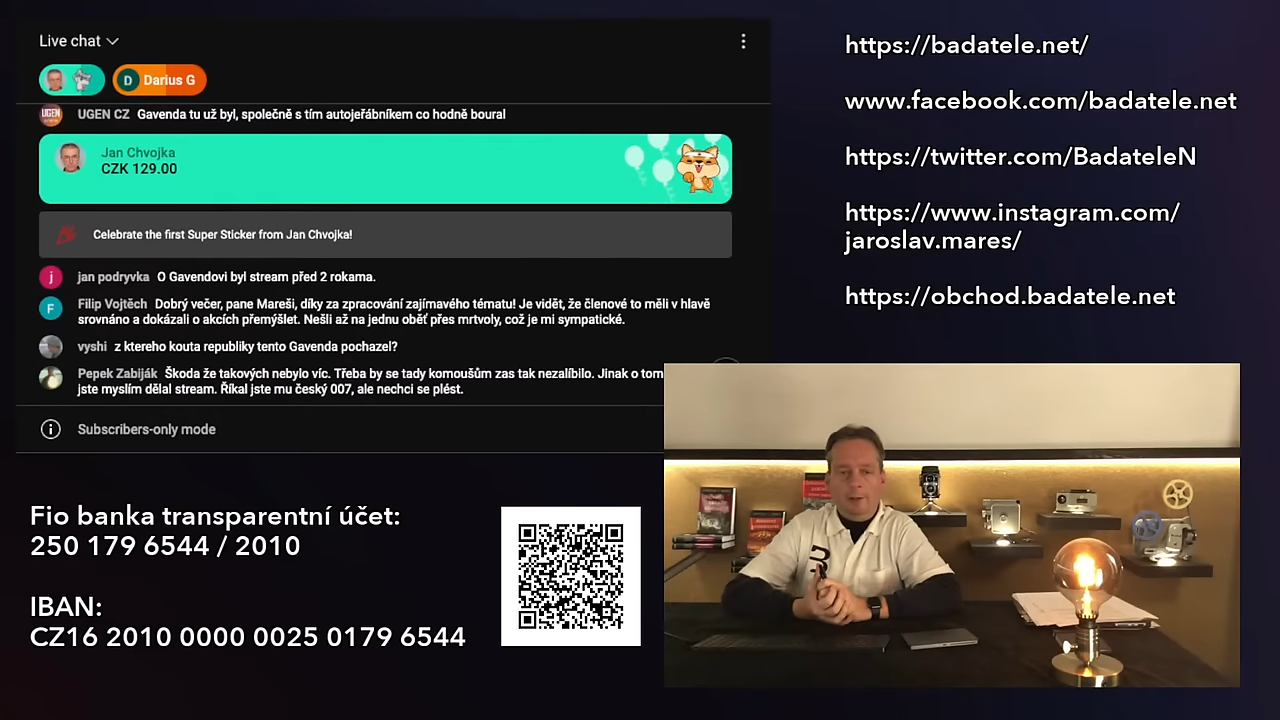 Live chat
D Darius G
UGEN CZ Gavenda tu už byl, společně s tím autojeřábníkem co hodně boural
Jan Chvojka
CZK 129.00
Celebrate the first Super Sticker from Jan Chvojka!
j jan podryvka O Gavendovi byl stream před 2 rokama.
F Filip Vojtěch Dobrý večer, pane Mareši, díky za zpracování zajímavého tématu! Je vidět, že členové to měli v hlavě
srovnáno a dokázali o akcích přemýšlet. Nešli až na jednu oběť přes mrtvoly, což je mi sympatické.
vyshi z ktereho kouta republiky tento Gavenda pochazel?
Pepek Zabiják Škoda že takových nebylo víc. Třeba by se tady komoušům zas tak nezalíbilo. Jinak o tom
jste myslím dělal stream. Říkal jste mu český 007, ale nechci se plést.
Subscribers-only mode
https://badatele.net/
www.facebook.com/badatele.net
https://twitter.com/BadateleN
https://www.instagram.com/
jaroslav.mares/
https://obchod.badatele.net
Fio banka transparentní účet:
250 179 6544 / 2010
IBAN:
CZ16 2010 0000 0025 0179 6544